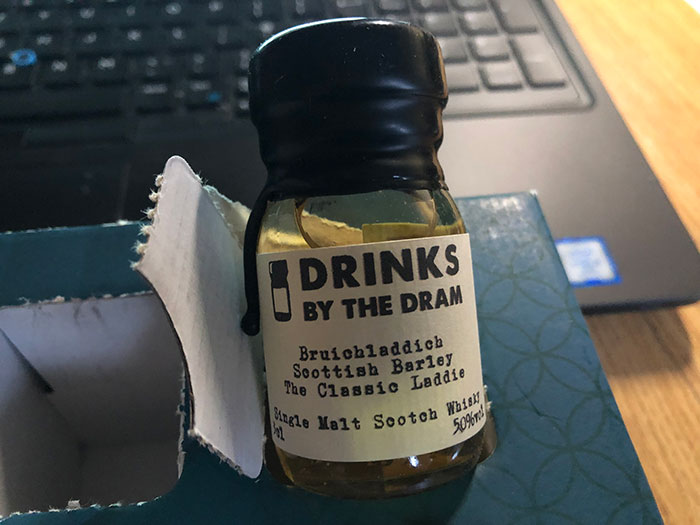 DRINKS
BY THE DRAM
Bruichladdich
Scottish Barley
The Classic Laddie
Single Malt Scotch Whisky
50%vol